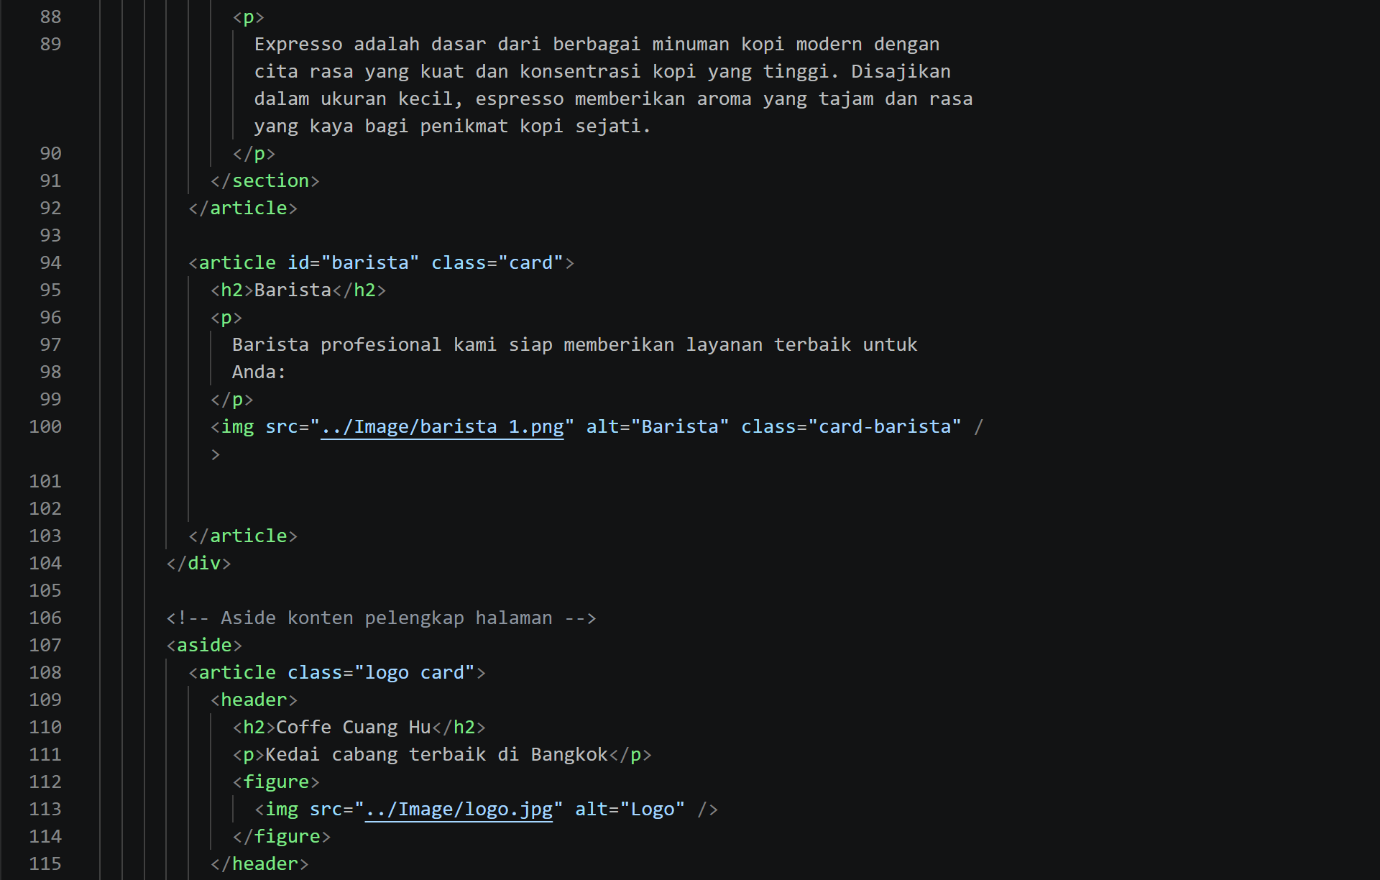 88 <p>
89 Expresso adalah dasar dari berbagai minuman kopi modern dengan
cita rasa yang kuat dan konsentrasi kopi yang tinggi. Disajikan
dalam ukuran kecil, espresso memberikan aroma yang tajam dan rasa
yang kaya bagi penikmat kopi sejati.
90 </p>
91 </section>
92 </article>
93
94 <article id="barista" class="card">
95 <h2>Barista</h2>
96 <p>
97 Barista profesional kami siap memberikan layanan terbaik untuk
98 Anda:
99 </p>
100 <img src="../Image/barista 1.png" alt="Barista" class="card-barista" /
>
101
102
103 </article>
104 </div>
105
106 <!-- Aside konten pelengkap halaman -->
107 <aside>
108 <article class="logo card">
109 <header>
110 <h2>Coffe Cuang Hu</h2>
111 <p>Kedai cabang terbaik di Bangkok</p>
112 <figure>
113 <img src="../Image/logo.jpg" alt="Logo" />
114 </figure>
115 </header>